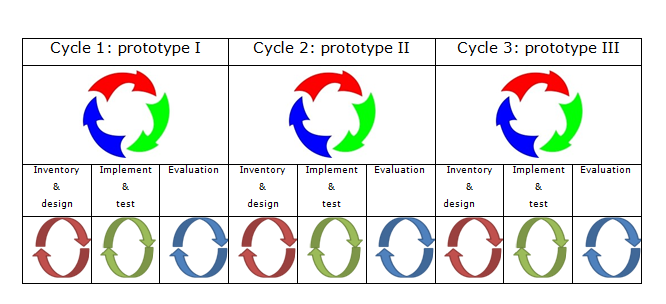 Cycle 1: prototype I
Cycle 2: prototype II
Cycle 3: prototype III
Inventory
&
design
Implement
&
test
Evaluation
Inventory
&
design
Implement
&
test
Evaluation
Inventory
&
design
Implement
&
test
Evaluation